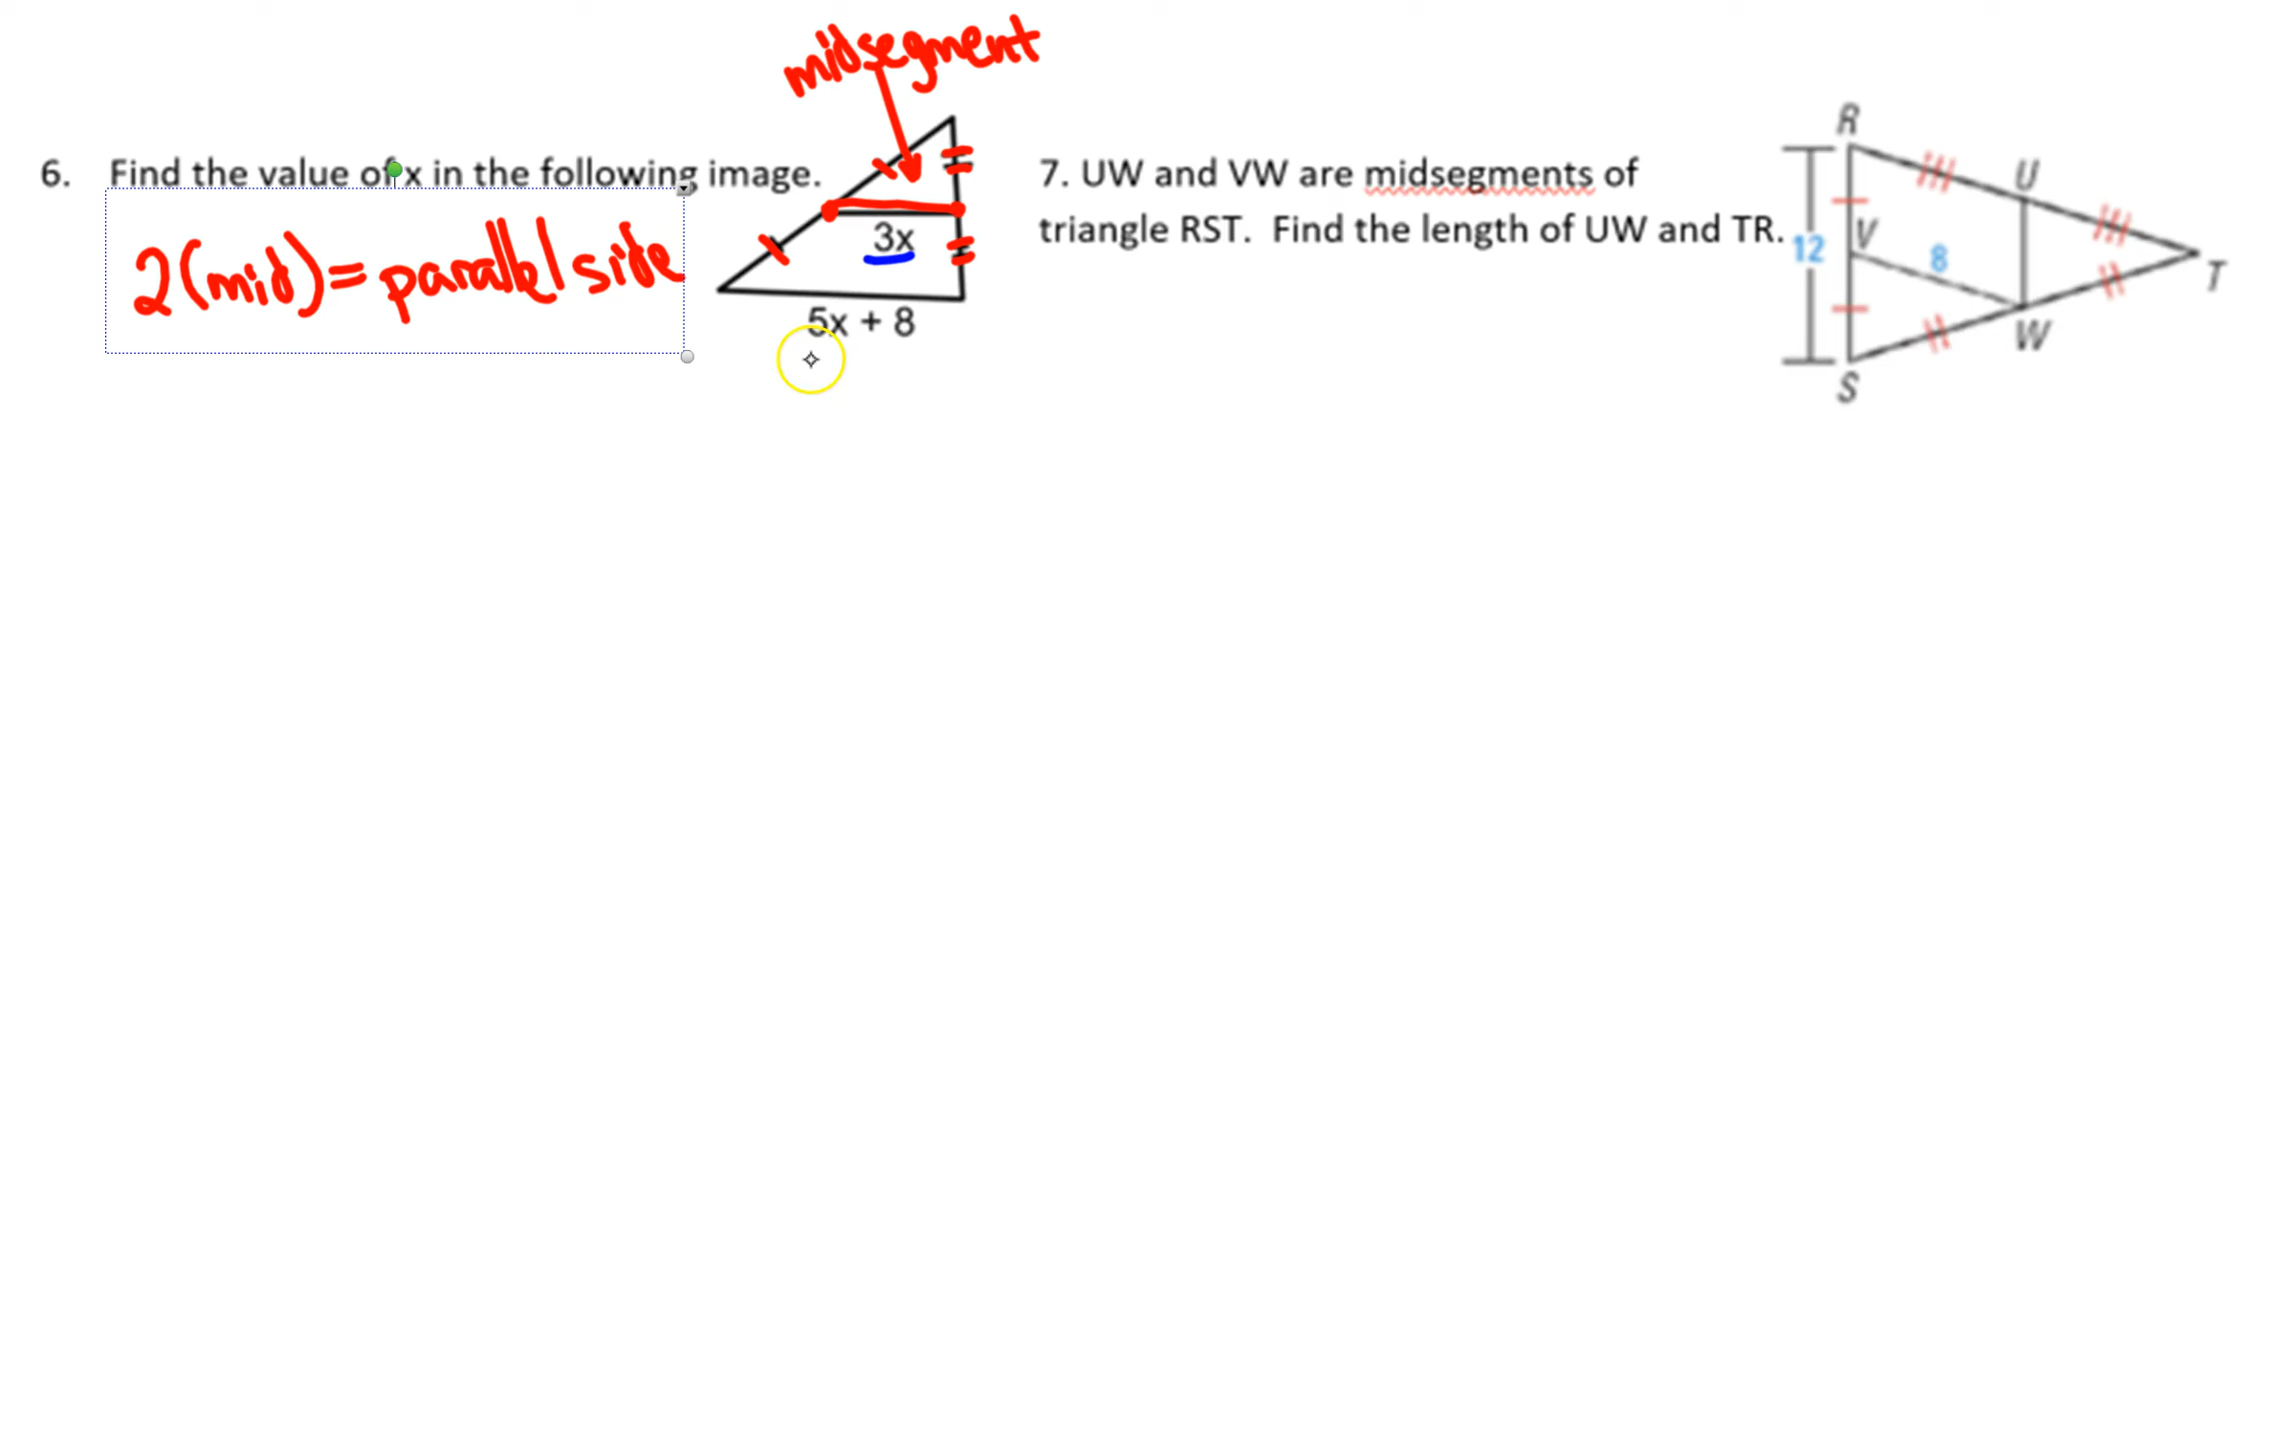 midsegment
6. Find the value of x in the following image.
2(mid) = parallel side
3x
5x + 8
7. UW and VW are midsegments of
triangle RST. Find the length of UW and TR.
R
U
V
12
8
T
W
S